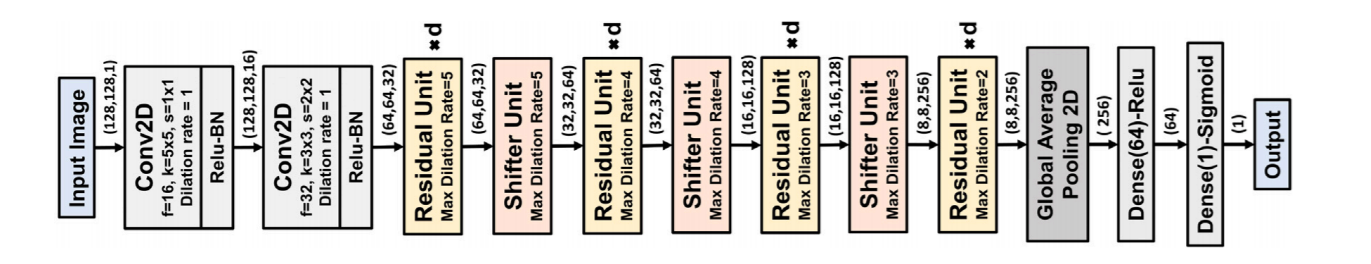 Input Image
(128,128,1)
Conv2D
f=16, k=5x5, s=1x1
Dilation rate = 1
Relu-BN
(128,128,16)
Conv2D
f=32, k=3x3, s=2x2
Dilation rate = 1
Relu-BN
(64,64,32)
Residual Unit
Max Dilation Rate=5
*d
(64,64,32)
Shifter Unit
Max Dilation Rate=5
(32,32,64)
Residual Unit
Max Dilation Rate=4
*d
(32,32,64)
Shifter Unit
Max Dilation Rate=4
(16,16,128)
Residual Unit
Max Dilation Rate=3
*d
(16,16,128)
Shifter Unit
Max Dilation Rate=3
(8,8,256)
Residual Unit
Max Dilation Rate=2
*d
(8,8,256)
Global Average
Pooling 2D
( 256)
Dense(64)-Relu
(64)
Dense(1)-Sigmoid
(1)
Output